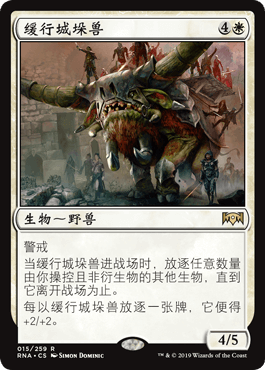 缓行城垛兽 4
生物～野兽
警戒
当缓行城垛兽进战场时，放逐任意数量
由你操控且非衍生物的其他生物，直到
它离开战场为止。
每以缓行城垛兽放逐一张牌，它便得
+2/+2。
4/5
015/259 R
RNA • CS SIMON DOMINIC
™ & © 2019 Wizards of the Coast